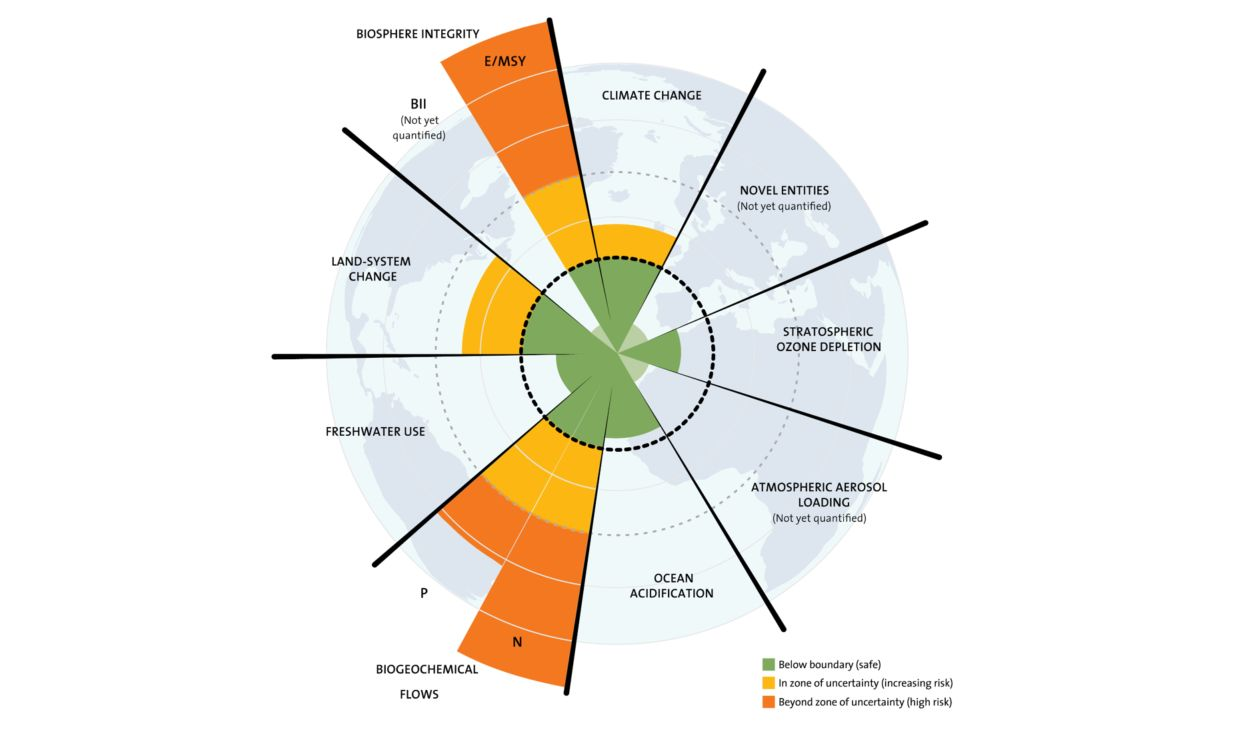 BIOSPHERE INTEGRITY
E/MSY
BII
(Not yet
quantified)
CLIMATE CHANGE
NOVEL ENTITIES
(Not yet quantified)
LAND-SYSTEM
CHANGE
STRATOSPHERIC
OZONE DEPLETION
FRESHWATER USE
ATMOSPHERIC AEROSOL
LOADING
(Not yet quantified)
OCEAN
ACIDIFICATION
P
N
BIOGEOCHEMICAL
FLOWS
Below boundary (safe)
In zone of uncertainty (increasing risk)
Beyond zone of uncertainty (high risk)